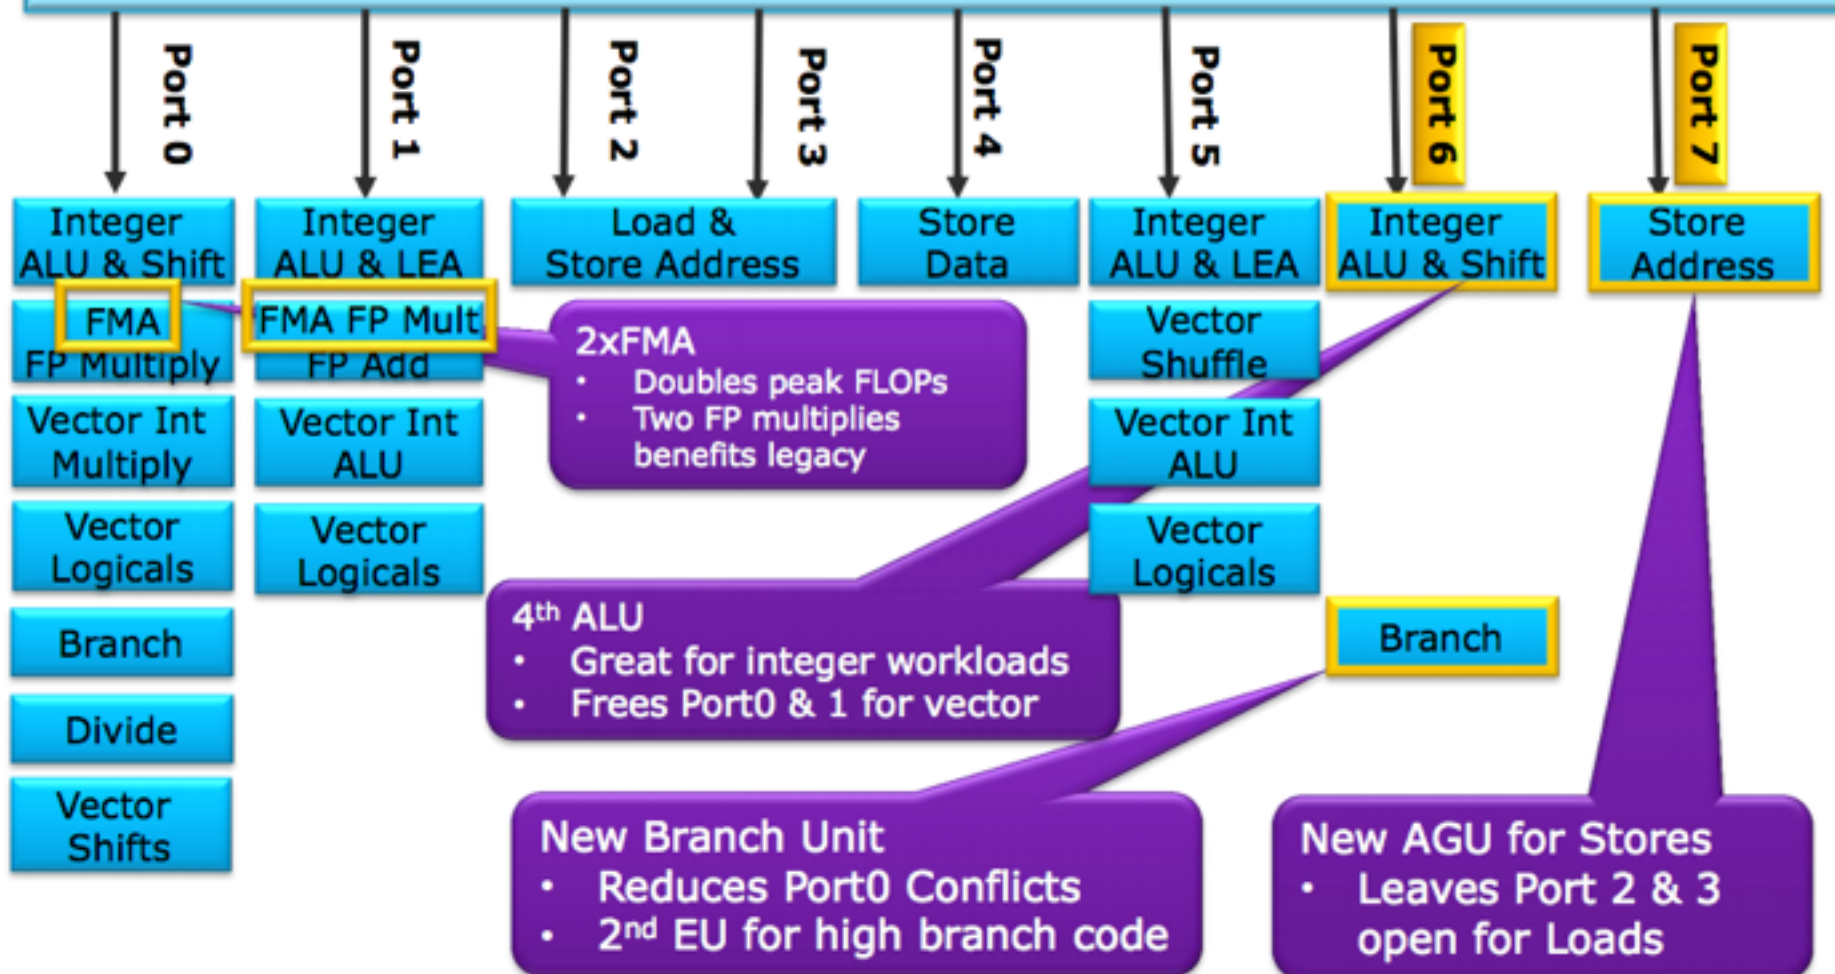 Port 0
Port 1
Port 2
Port 3
Port 4
Port 5
Port 6
Port 7
Integer
ALU & Shift
FMA
FP Multiply
Vector Int
Multiply
Vector
Logicals
Branch
Divide
Vector
Shifts
Integer
ALU & LEA
FMA FP Mult
FP Add
Vector Int
ALU
Vector
Logicals
Load &
Store Address
Store
Data
Integer
ALU & LEA
Vector
Shuffle
Vector Int
ALU
Vector
Logicals
Integer
ALU & Shift
Branch
Store
Address
2xFMA
• Doubles peak FLOPs
• Two FP multiplies
benefits legacy
4th ALU
• Great for integer workloads
• Frees Port0 & 1 for vector
New Branch Unit
• Reduces Port0 Conflicts
• 2nd EU for high branch code
New AGU for Stores
• Leaves Port 2 & 3
open for Loads